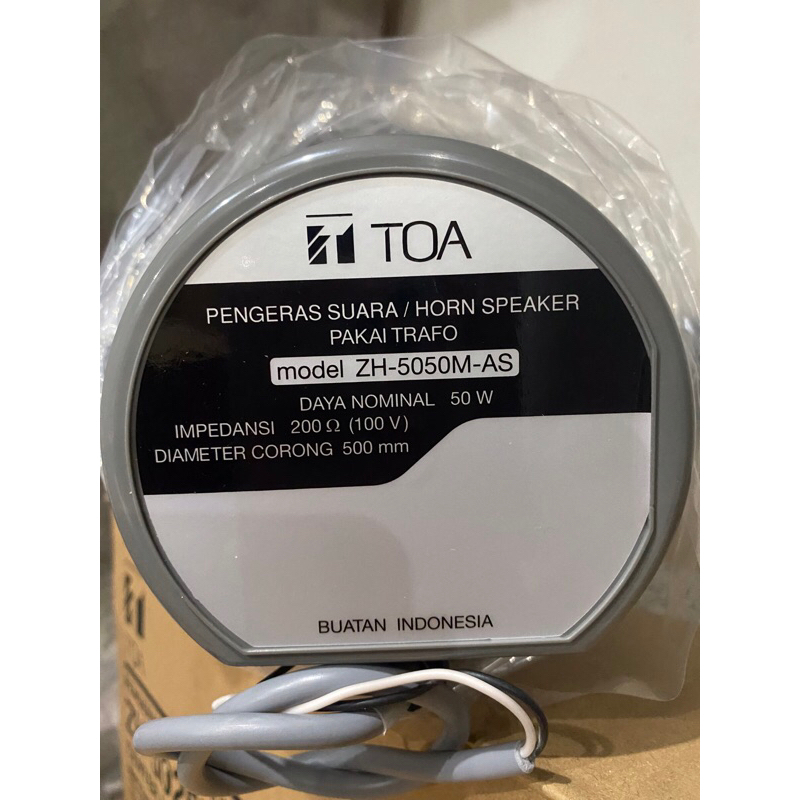 TOA
PENGERAS SUARA / HORN SPEAKER
PAKAI TRAFO
model ZH-5050M-AS
DAYA NOMINAL 50 W
IMPEDANSI 200 Ω (100 V)
DIAMETER CORONG 500 mm
BUATAN INDONESIA